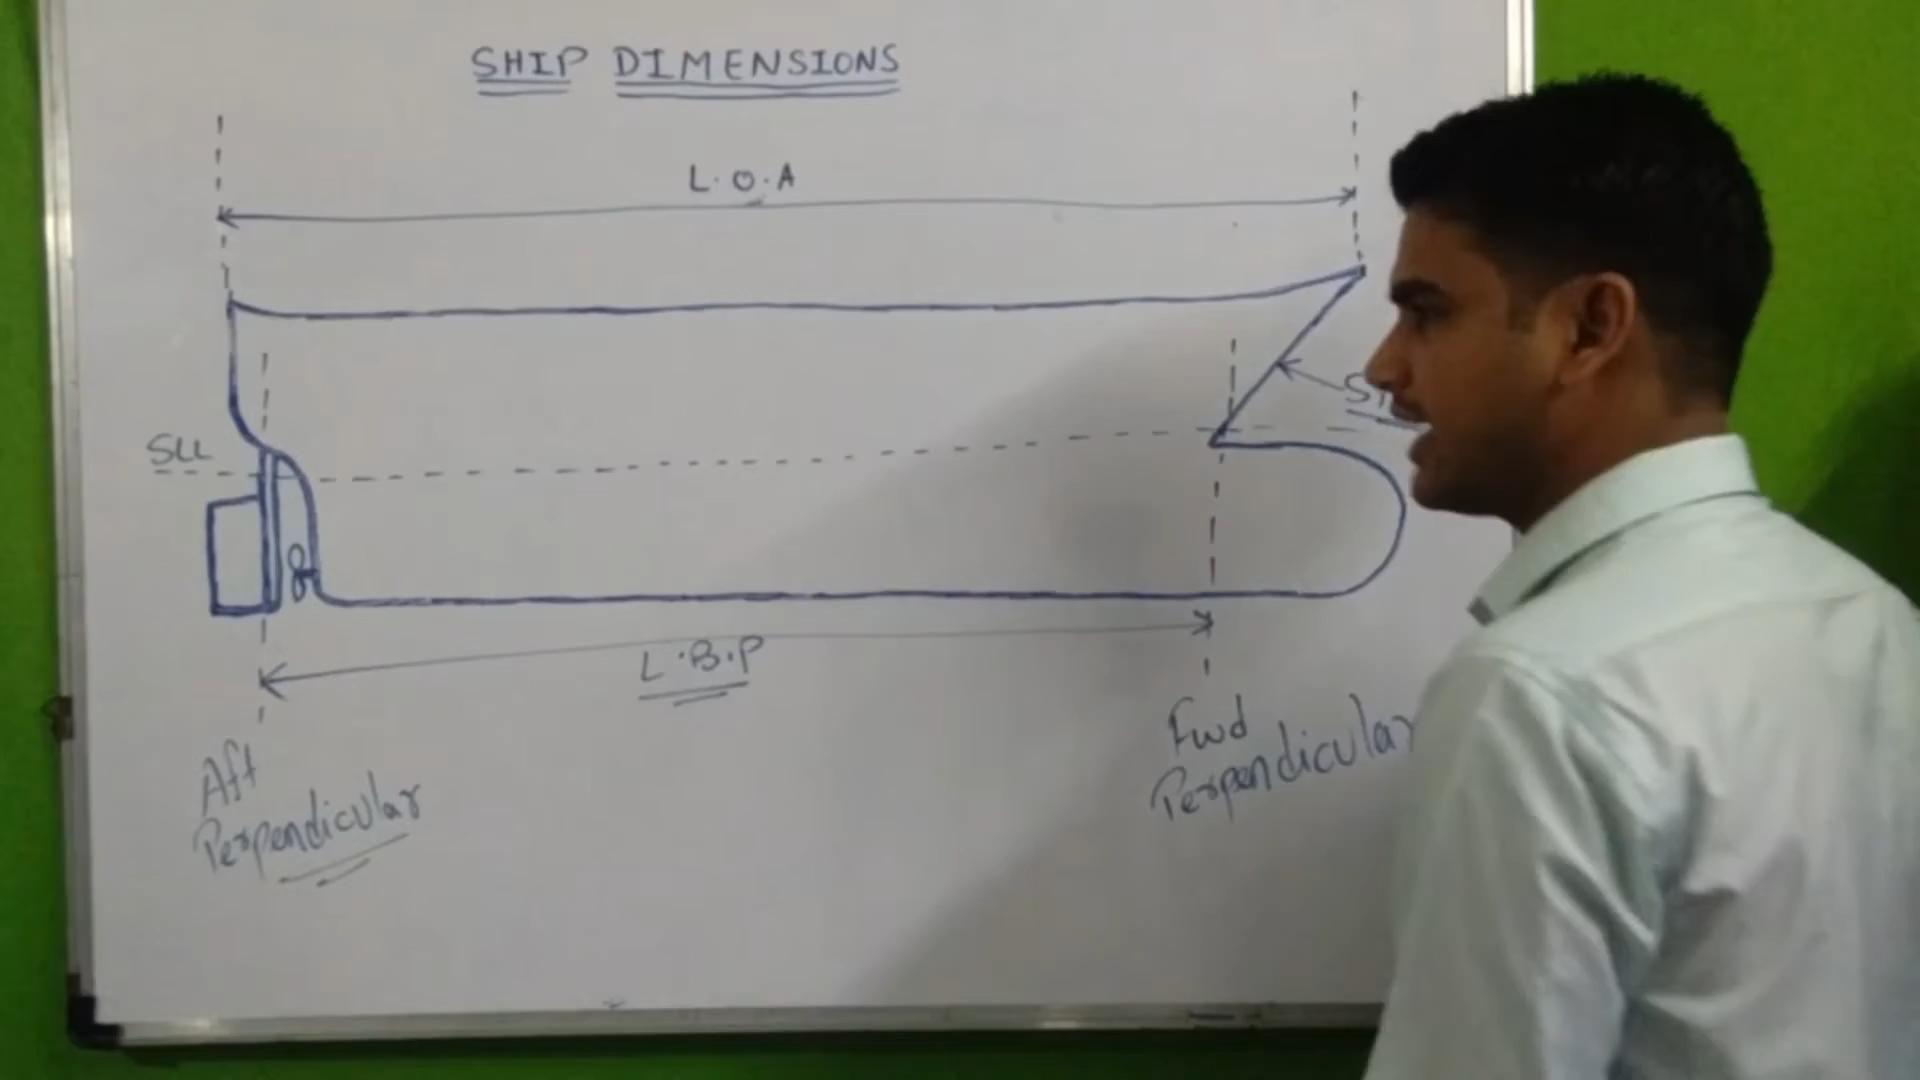 SHIP DIMENSIONS
L.O.A
SLL
L.B.P
Aft
Perpendicular
Fwd
Perpendicular